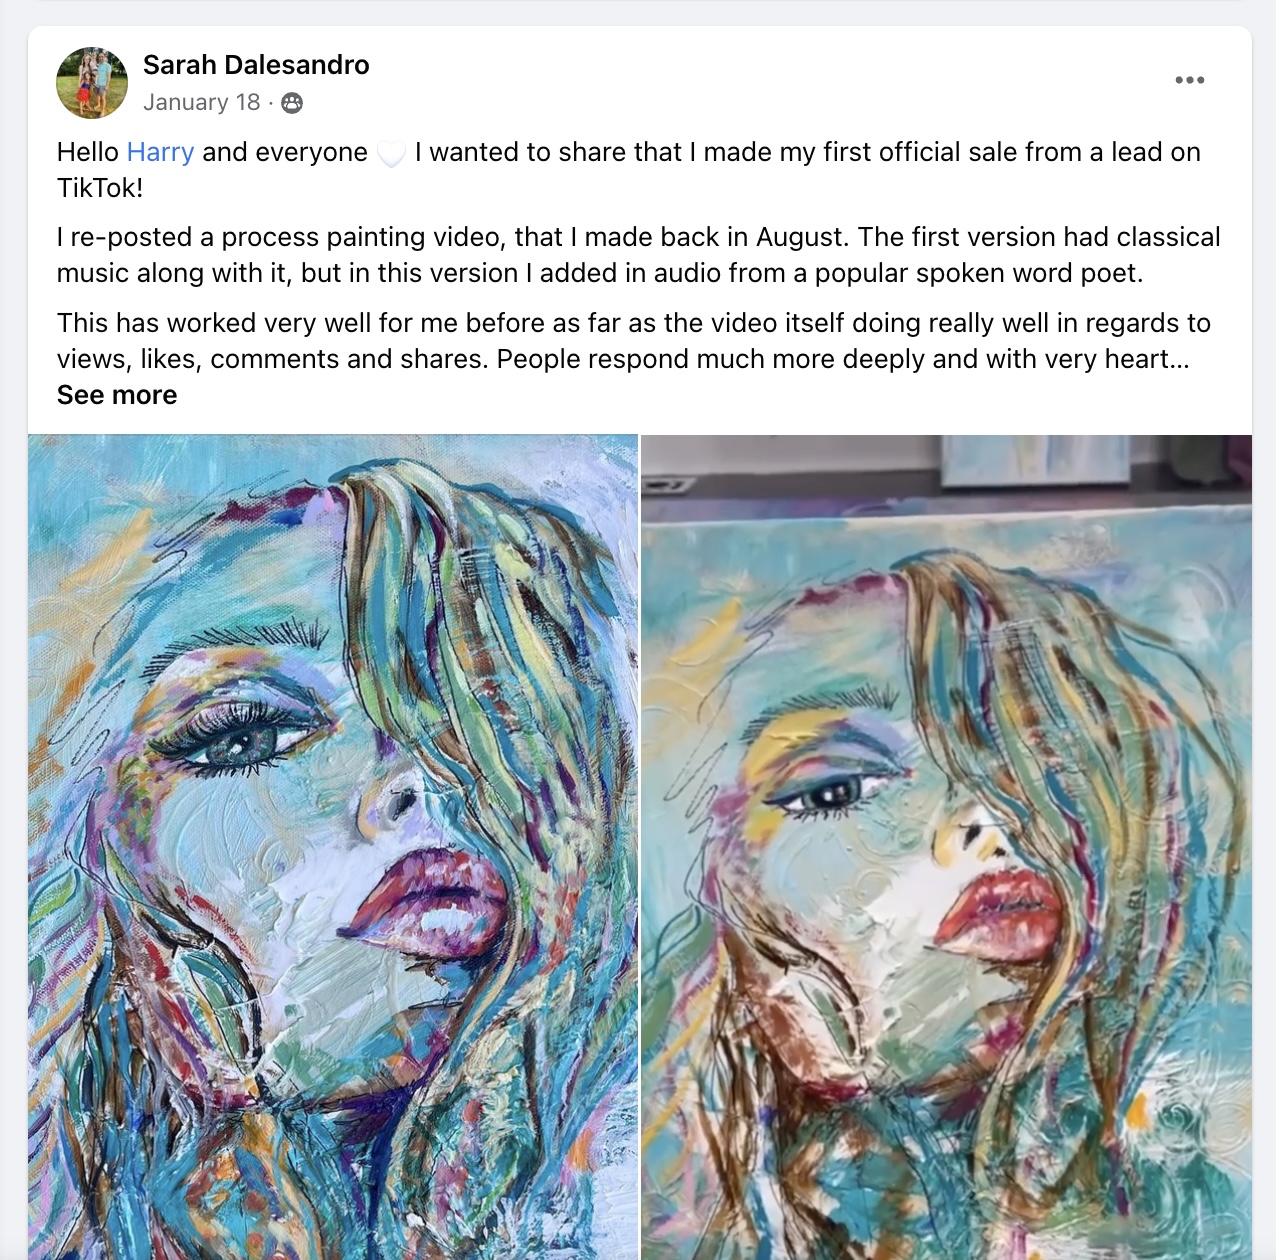 Sarah Dalesandro
January 18 ·
Hello Harry and everyone 🤍 I wanted to share that I made my first official sale from a lead on
TikTok!
I re-posted a process painting video, that I made back in August. The first version had classical
music along with it, but in this version I added in audio from a popular spoken word poet.
This has worked very well for me before as far as the video itself doing really well in regards to
views, likes, comments and shares. People respond much more deeply and with very heart...
See more